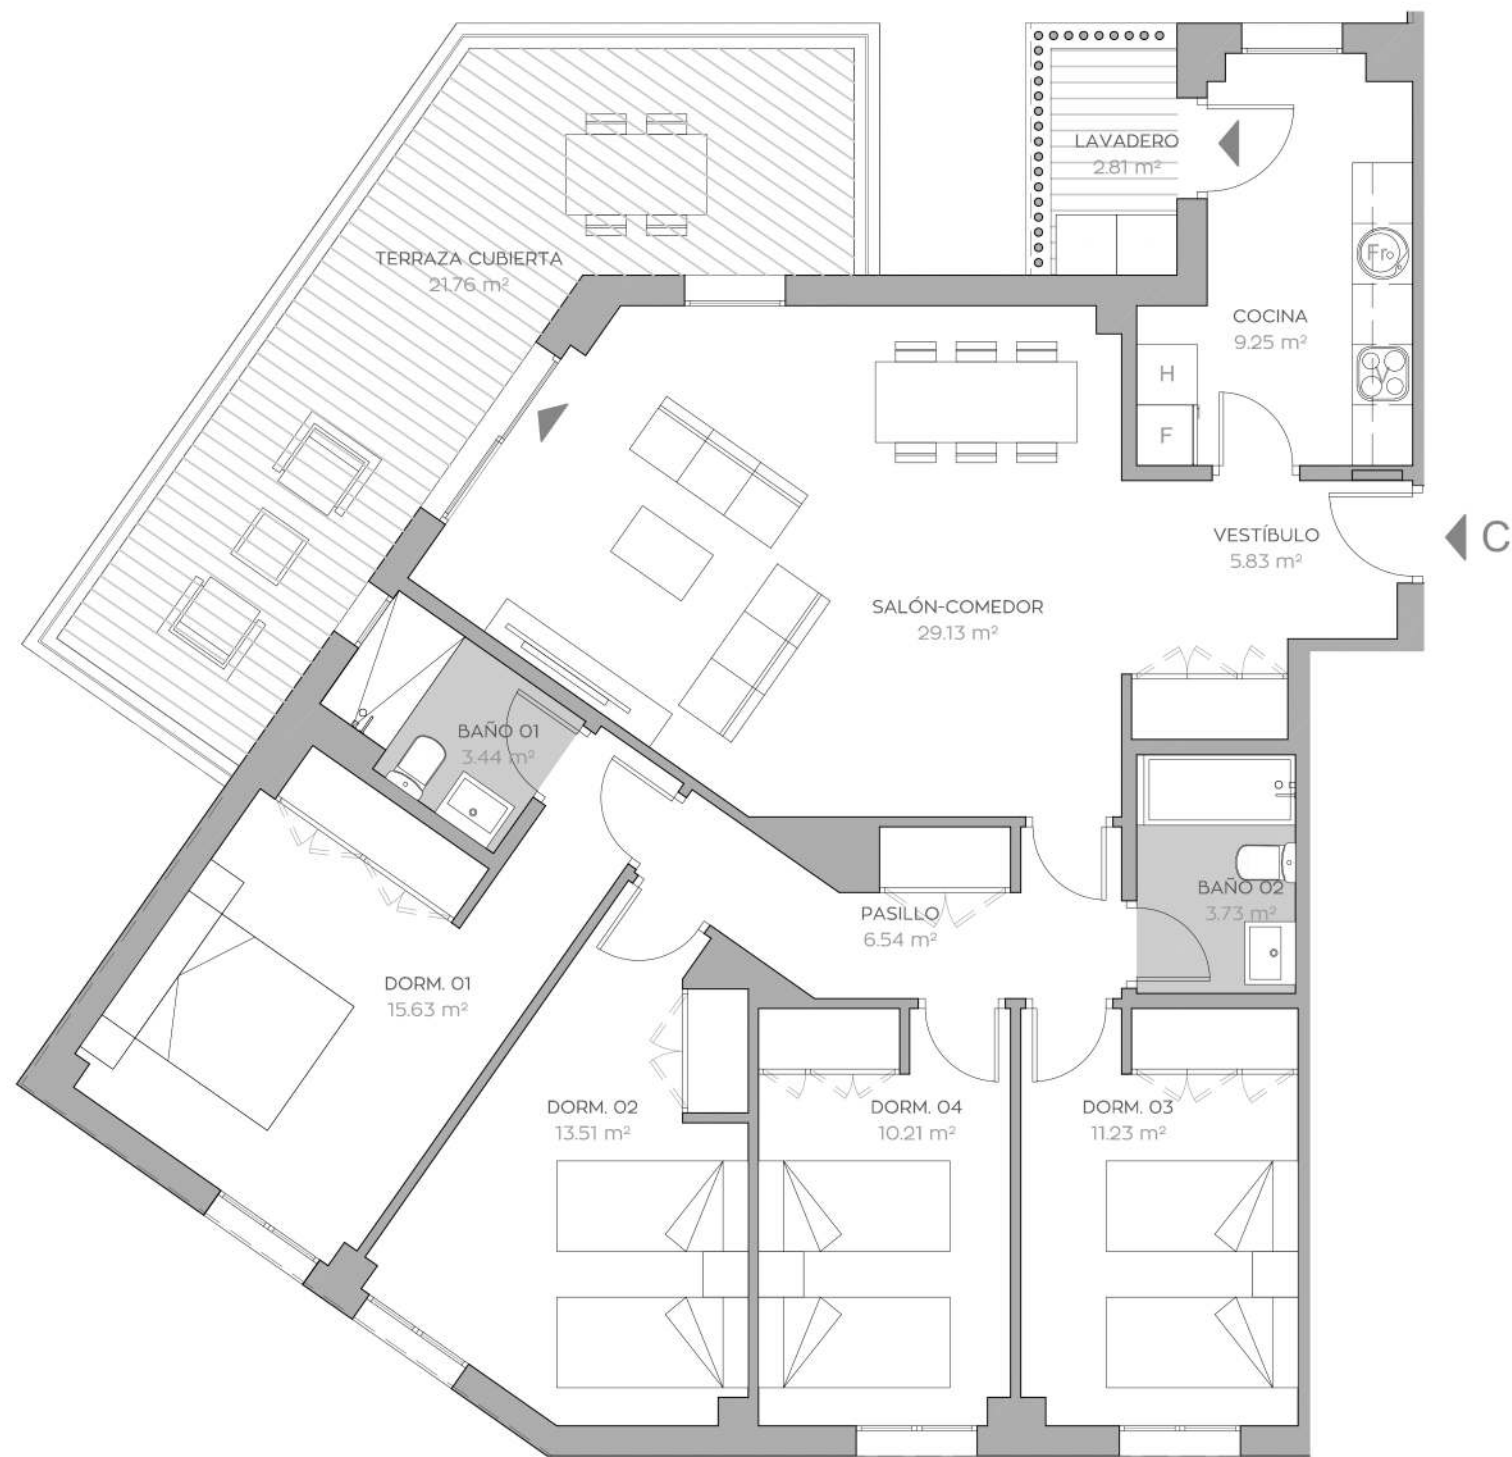 LAVADERO
2.81 m²
TERRAZA CUBIERTA
21.76 m²
Fro
COCINA
9.25 m²
H
F
VESTÍBULO
5.83 m²
C
SALÓN-COMEDOR
29.13 m²
BAÑO 01
3.44 m²
BAÑO 02
3.73 m²
PASILLO
6.54 m²
DORM. 01
15.63 m²
DORM. 02
13.51 m²
DORM. 04
10.21 m²
DORM. 03
11.23 m²